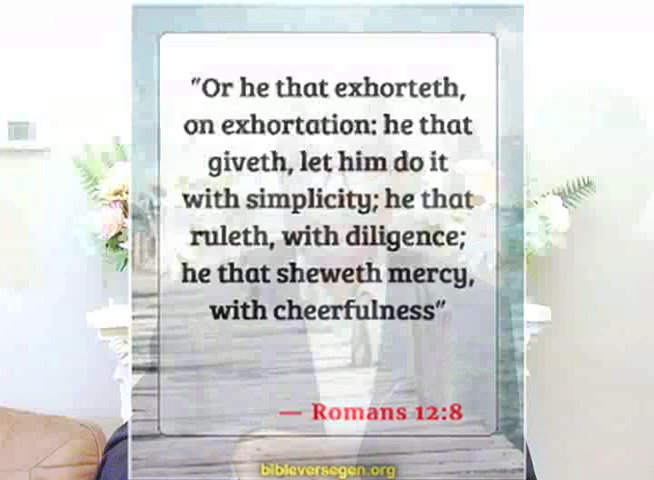 "Or he that exhorteth,
on exhortation: he that
giveth, let him do it
with simplicity; he that
ruleth, with diligence;
he that sheweth mercy,
with cheerfulness"
— Romans 12:8
bibleversegen.org